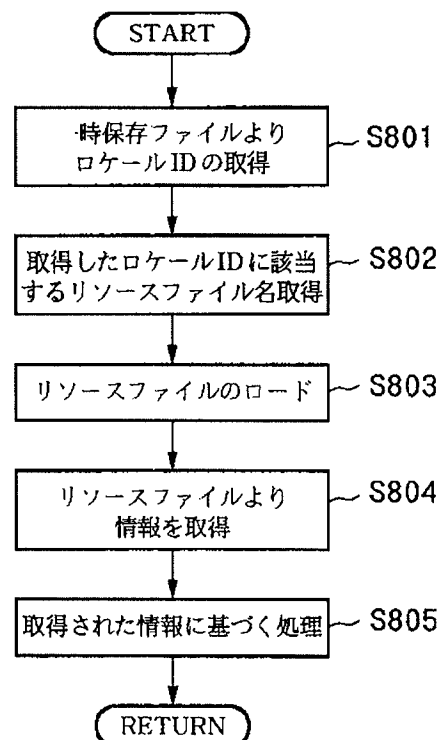 START
一時保存ファイルより
ロケールIDの取得
S801
取得したロケールIDに該当
するリソースファイル名取得
S802
リソースファイルのロード
S803
リソースファイルより
情報を取得
S804
取得された情報に基づく処理
S805
RETURN